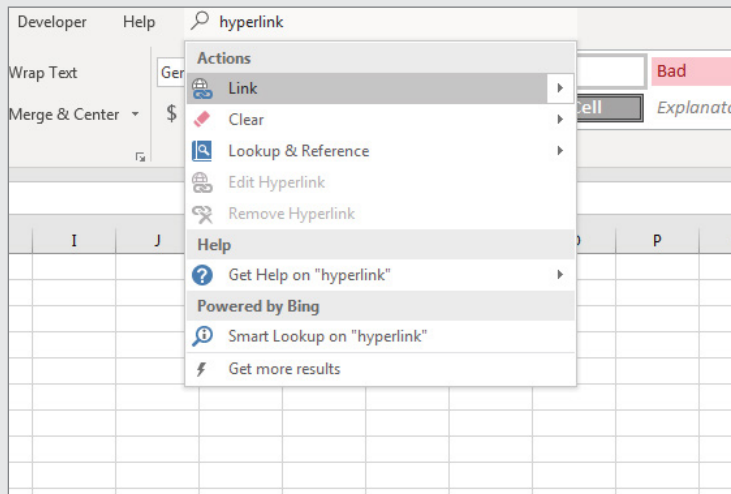 Developer Help hyperlink
Wrap Text
Bad
Merge & Center $
Actions
Link
Clear
Lookup & Reference
Edit Hyperlink
Remove Hyperlink
Help
Get Help on "hyperlink"
Powered by Bing
Smart Lookup on "hyperlink"
Get more results
I J P